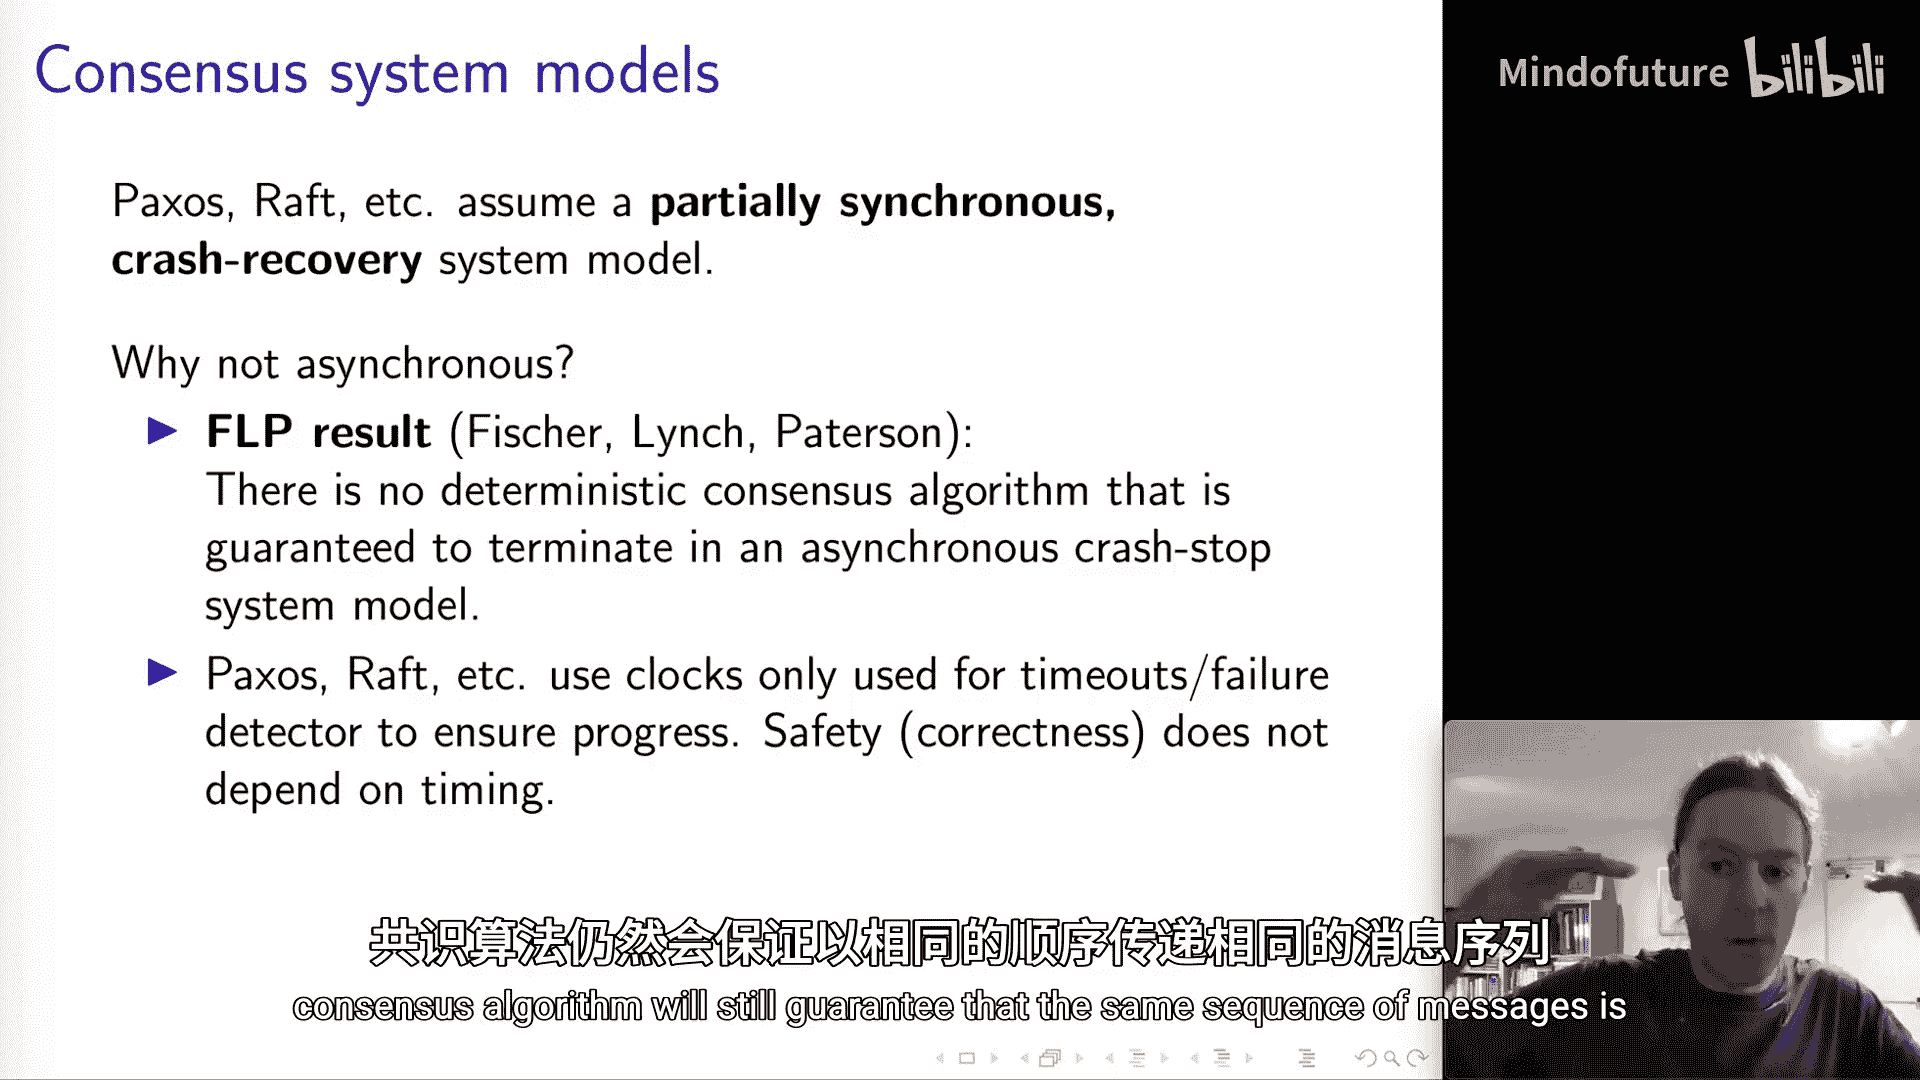 Consensus system models
Mindofuture bilibili
Paxos, Raft, etc. assume a partially synchronous,
crash-recovery system model.
Why not asynchronous?
FLP result (Fischer, Lynch, Paterson):
There is no deterministic consensus algorithm that is
guaranteed to terminate in an asynchronous crash-stop
system model.
Paxos, Raft, etc. use clocks only used for timeouts/failure
detector to ensure progress. Safety (correctness) does not
depend on timing.
共识算法仍然会保证以相同的顺序传递相同的消息序列
consensus algorithm will still guarantee that the same sequence of messages is